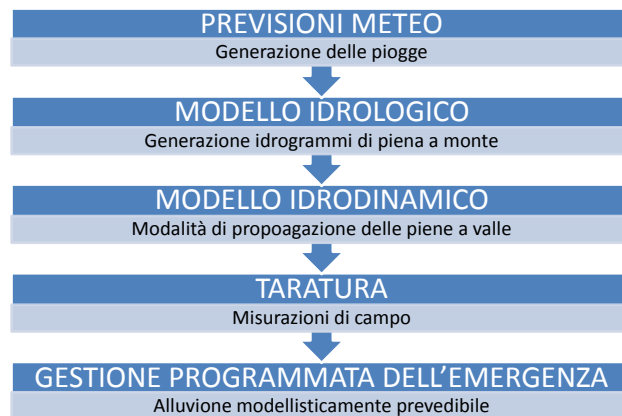 PREVISIONI METEO
Generazione delle piogge
MODELLO IDROLOGICO
Generazione idrogrammi di piena a monte
MODELLO IDRODINAMICO
Modalità di propoagazione delle piene a valle
TARATURA
Misurazioni di campo
GESTIONE PROGRAMMATA DELL’EMERGENZA
Alluvione modellisticamente prevedibile